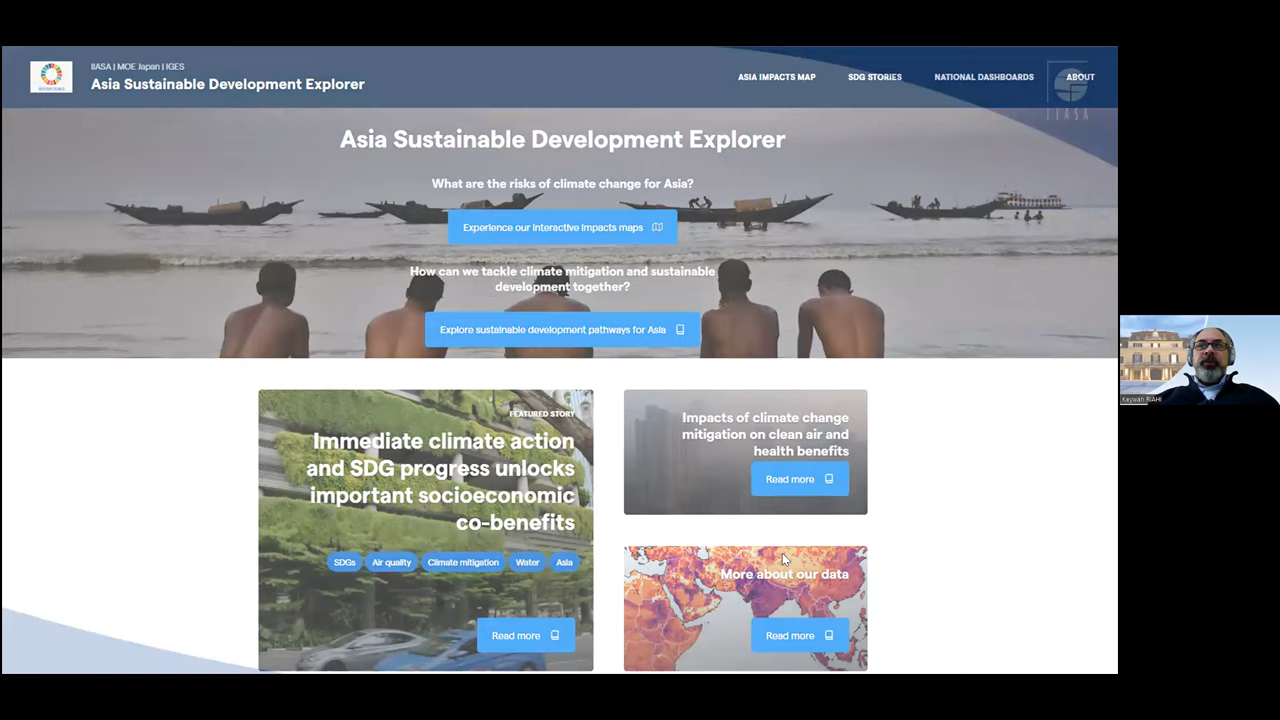 IIASA | MOE Japan | IGES
Asia Sustainable Development Explorer
ASIA IMPACTS MAP
SDG STORIES
NATIONAL DASHBOARDS
ABOUT
IIASA
Asia Sustainable Development Explorer
What are the risks of climate change for Asia?
Experience our interactive impacts maps
How can we tackle climate mitigation and sustainable
development together?
Explore sustainable development pathways for Asia
FEATURED STORY
Immediate climate action
and SDG progress unlocks
important socioeconomic
co-benefits
SDGs
Air quality
Climate mitigation
Water
Asia
Read more
Impacts of climate change
mitigation on clean air and
health benefits
Read more
More about our data
Read more
Keywan RIAHI